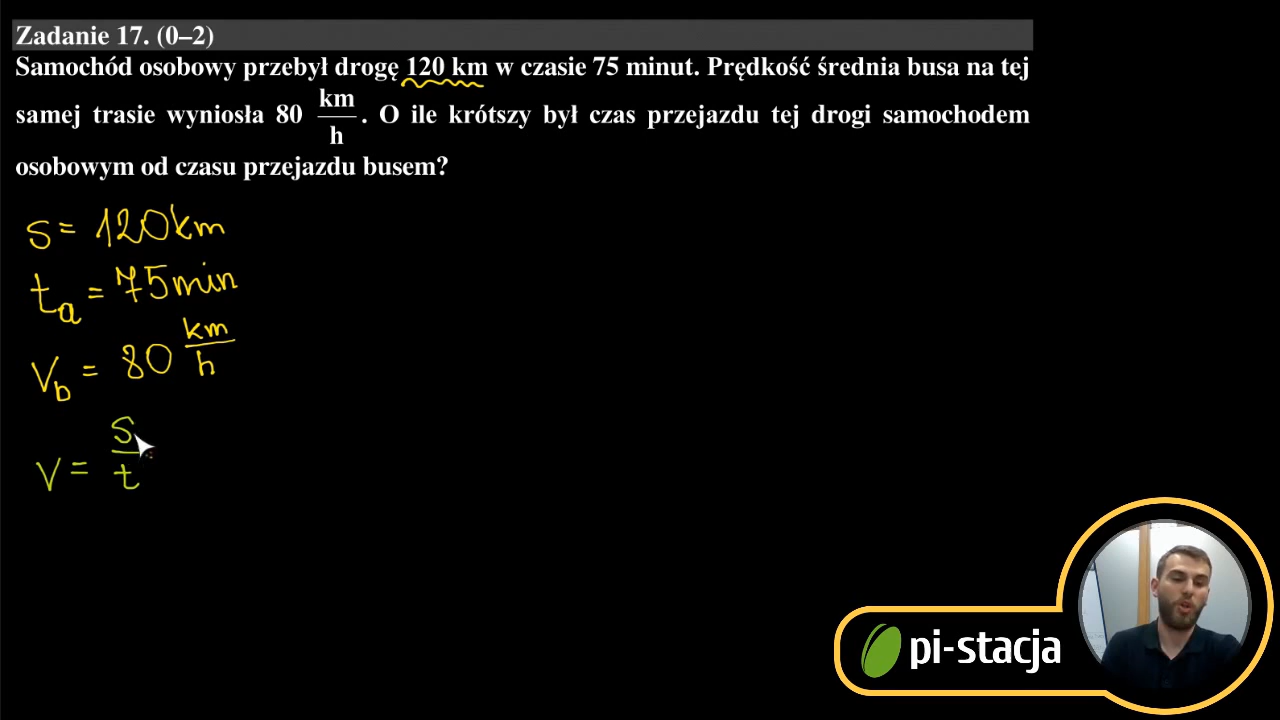 Zadanie 17. (0–2)
Samochód osobowy przebył drogę 120 km w czasie 75 minut. Prędkość średnia busa na tej
samej trasie wyniosła 80 km/h. O ile krótszy był czas przejazdu tej drogi samochodem
osobowym od czasu przejazdu busem?
s = 120km
ta = 75min
Vb = 80 km/h
V = s/t
pi-stacja